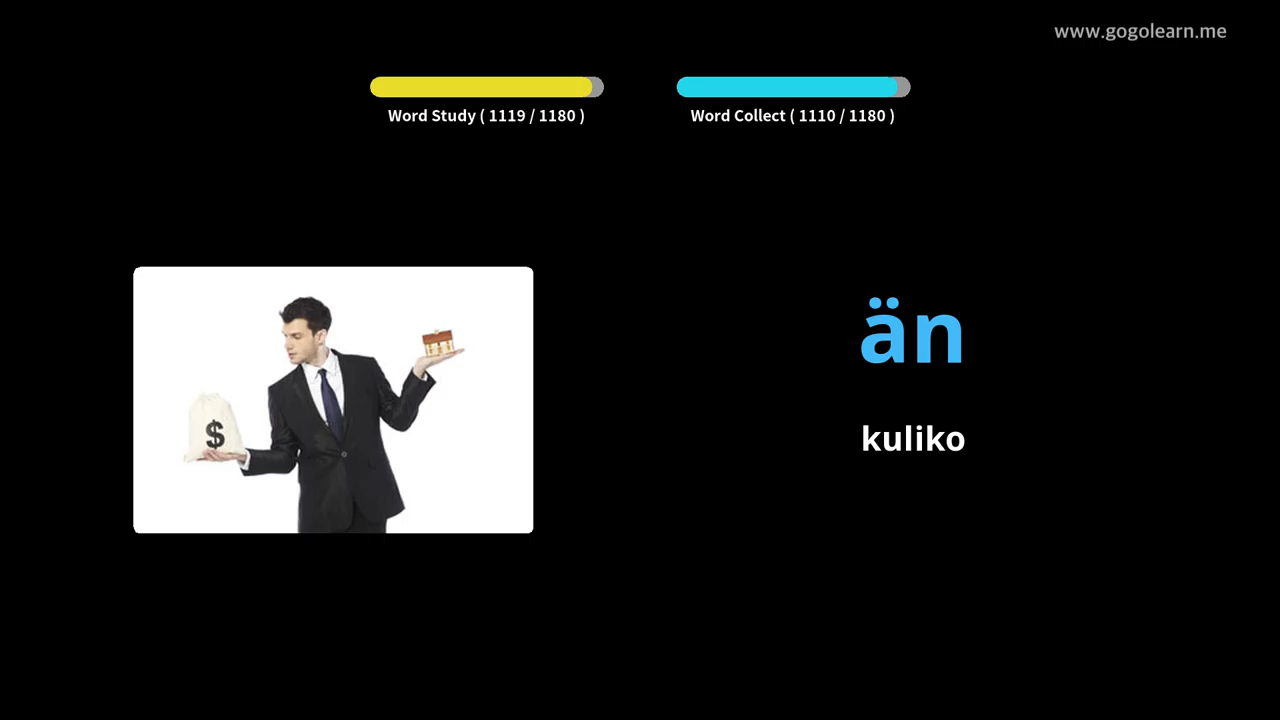 www.gogolearn.me
Word Study ( 1119 / 1180 )
Word Collect ( 1110 / 1180 )
än
kuliko
$